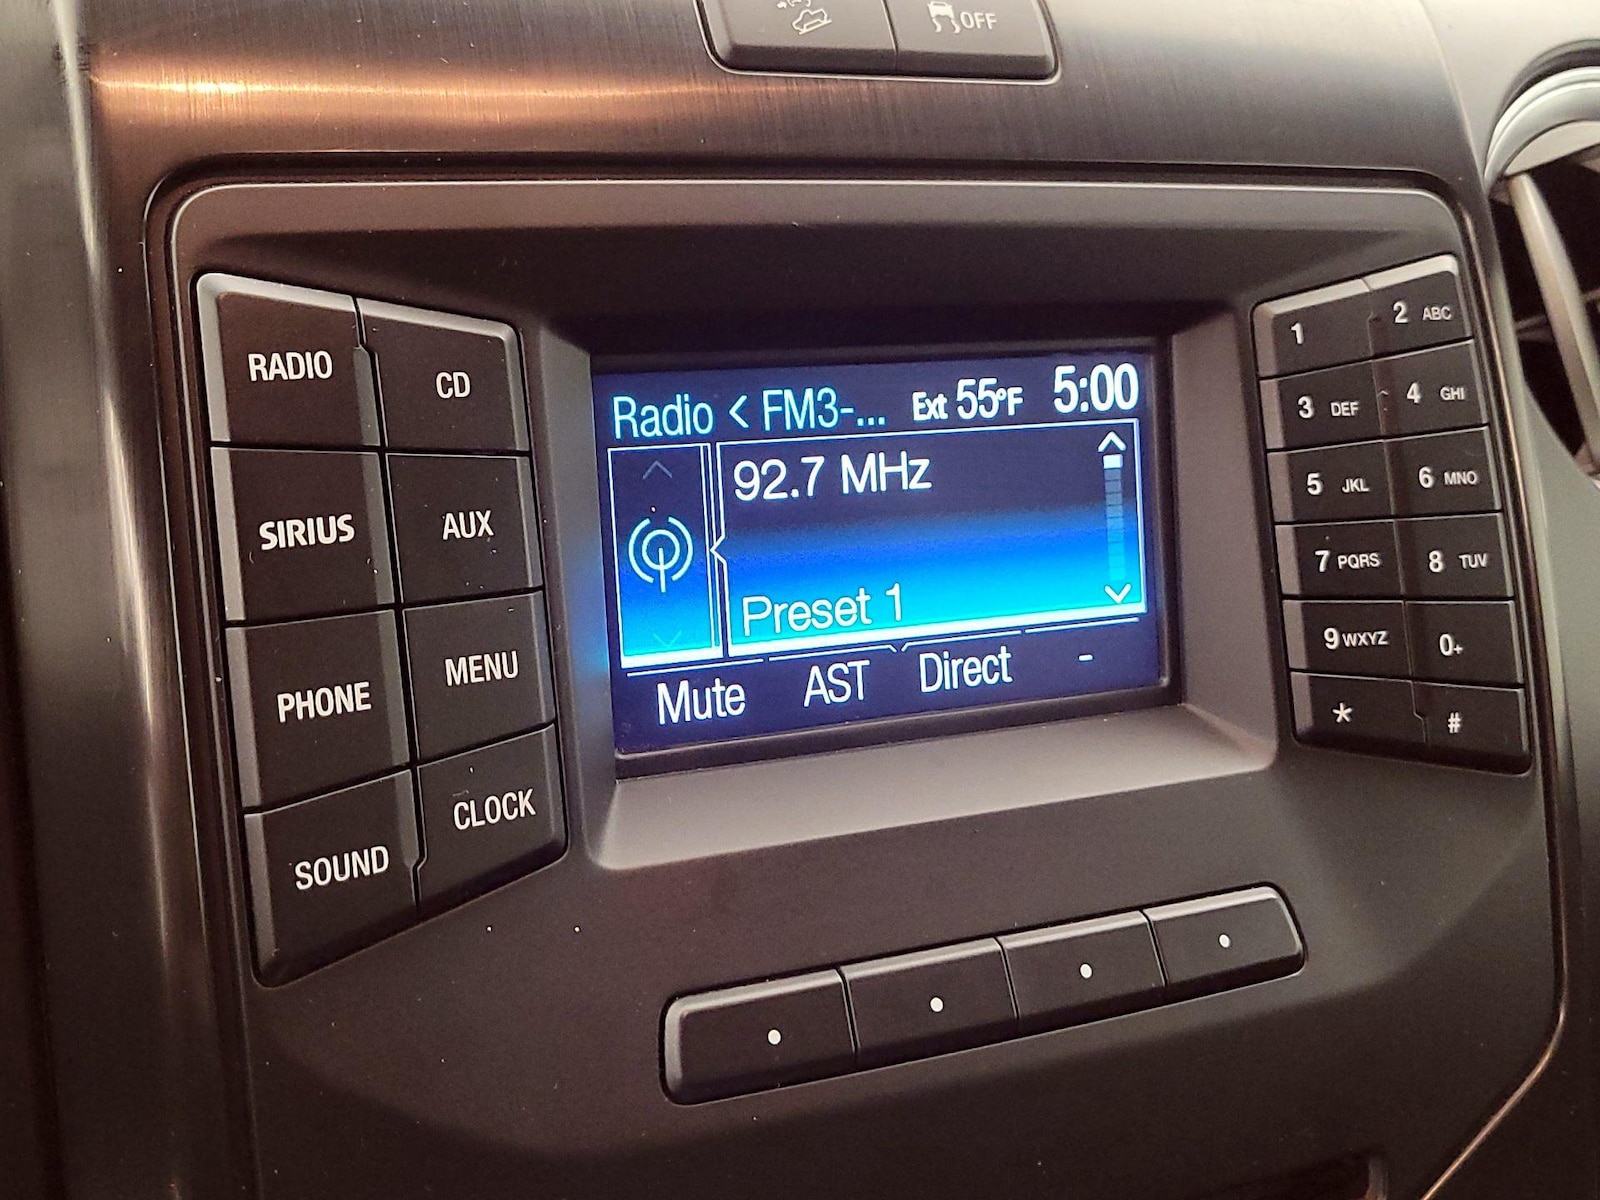 OFF
RADIO
CD
SIRIUS
AUX
PHONE
MENU
SOUND
CLOCK
Radio < FM3-... Ext 55°F 5:00
92.7 MHz
Preset 1
Mute AST Direct -
1
2 ABC
3 DEF
4 GHI
5 JKL
6 MNO
7 PQRS
8 TUV
9 WXYZ
0+
*
#